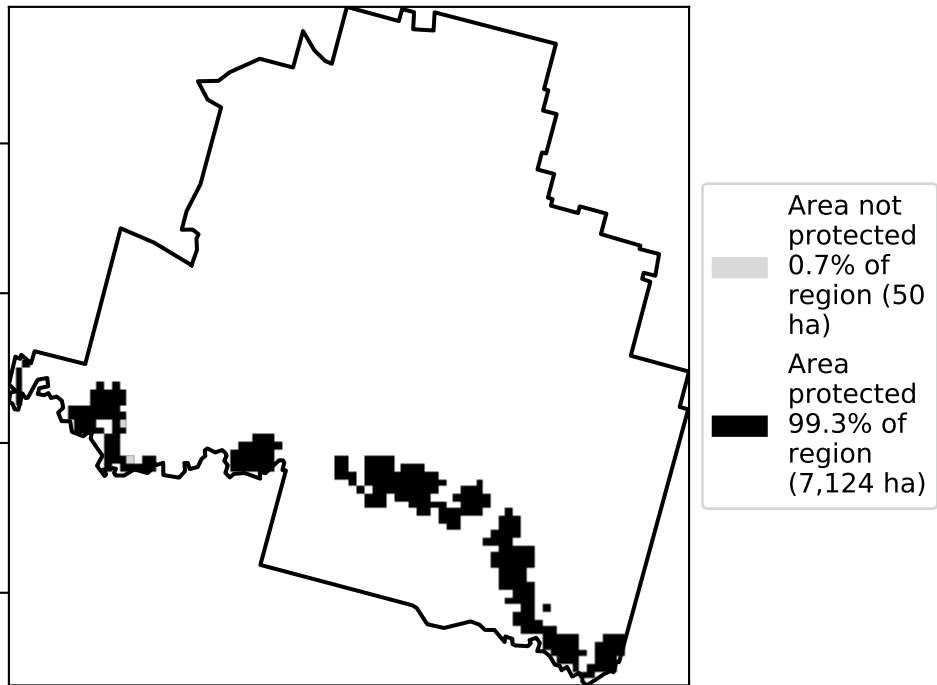 Area not
protected
0.7% of
region (50
ha)
Area
protected
99.3% of
region
(7,124 ha)